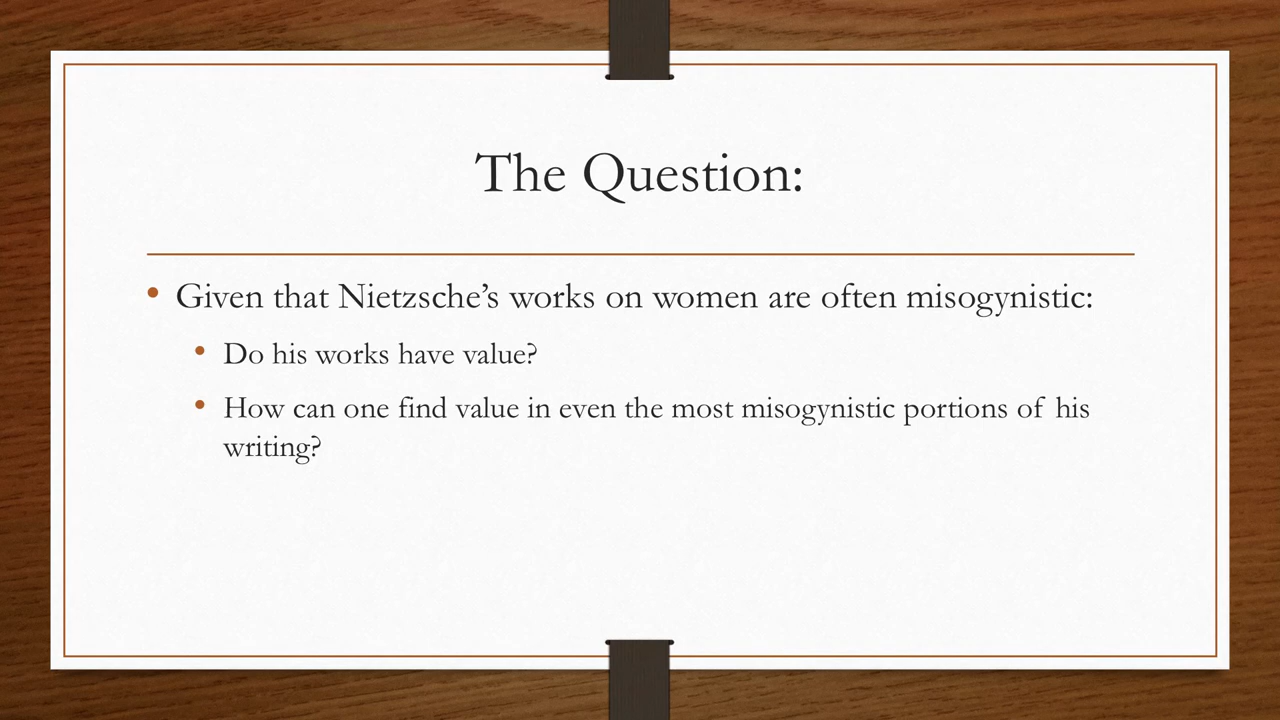 The Question:
• Given that Nietzsche’s works on women are often misogynistic:
• Do his works have value?
• How can one find value in even the most misogynistic portions of his
writing?